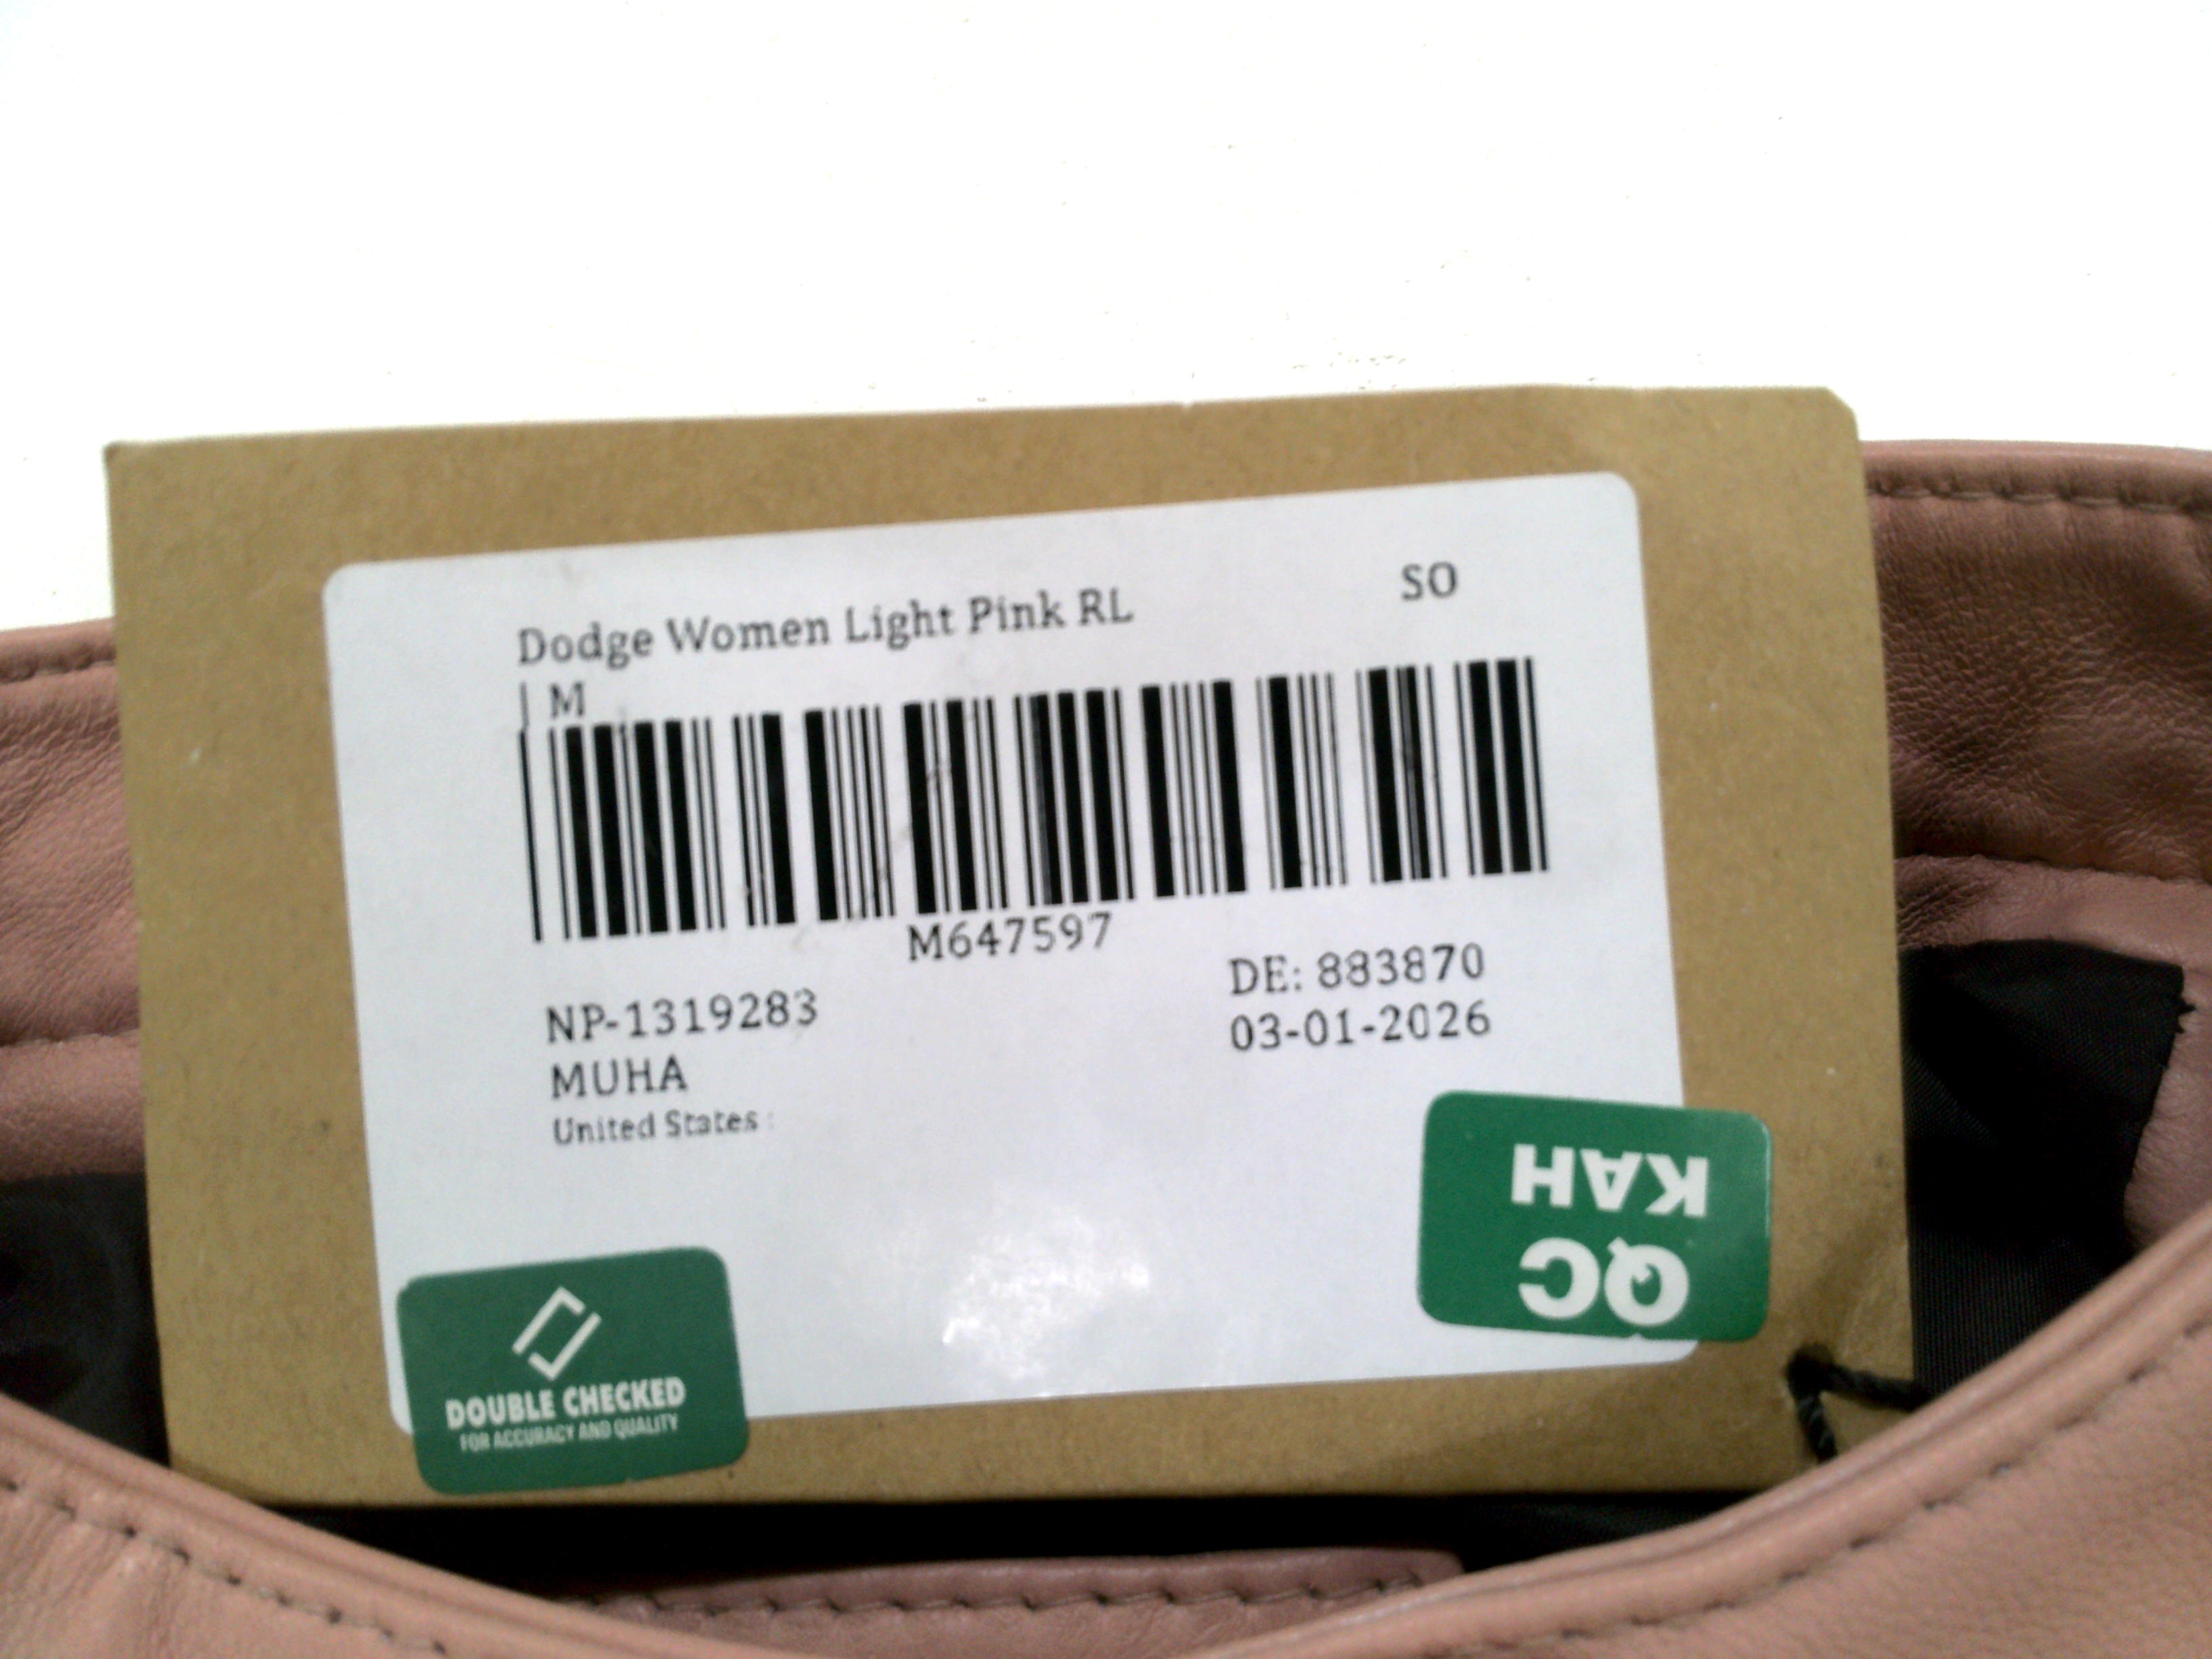 Dodge Women Light Pink RL
SO
| M
M647597
NP-1319283
DE: 883870
MUHA
03-01-2026
United States :
QC
KAH
DOUBLE CHECKED
FOR ACCURACY AND QUALITY